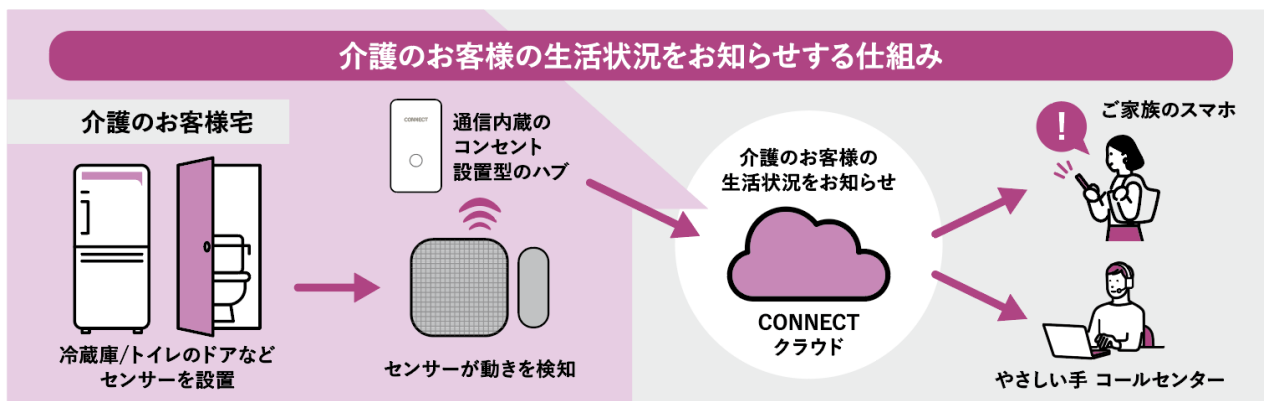 介護のお客様の生活状況をお知らせする仕組み
介護のお客様宅
冷蔵庫/トイレのドアなど
センサーを設置
CONNECT
通信内蔵の
コンセント
設置型のハブ
センサーが動きを検知
介護のお客様の
生活状況をお知らせ
CONNECT
クラウド
!
ご家族のスマホ
やさしい手 コールセンター